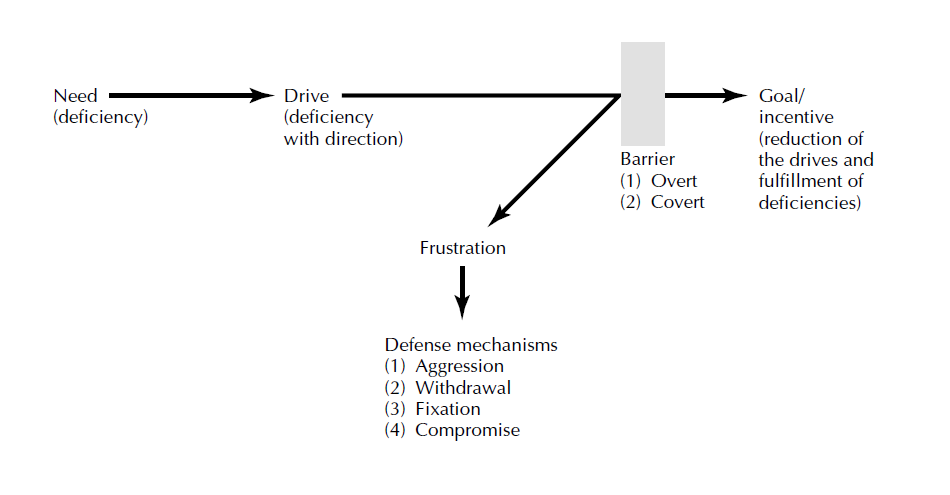 Need
(deficiency)
Drive
(deficiency
with direction)
Barrier
(1) Overt
(2) Covert
Goal/
incentive
(reduction of
the drives and
fulfillment of
deficiencies)
Frustration
Defense mechanisms
(1) Aggression
(2) Withdrawal
(3) Fixation
(4) Compromise